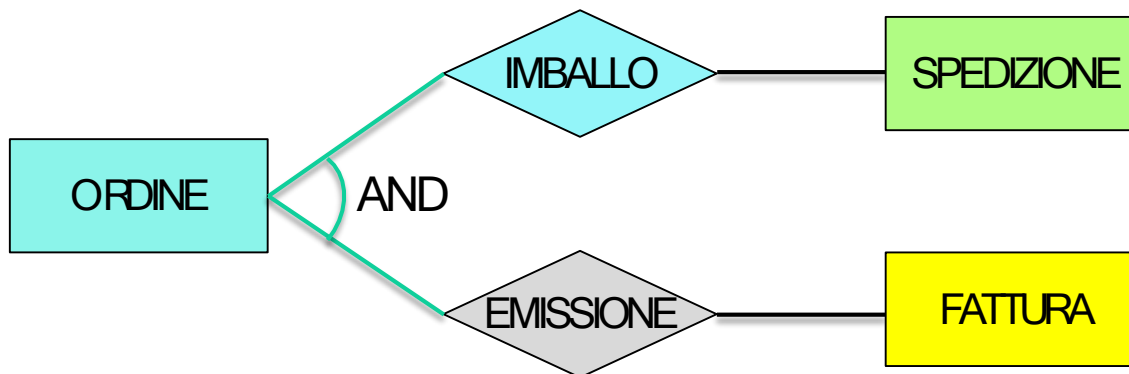 IMBALLO
SPEDIZIONE
ORDINE
AND
EMISSIONE
FATTURA